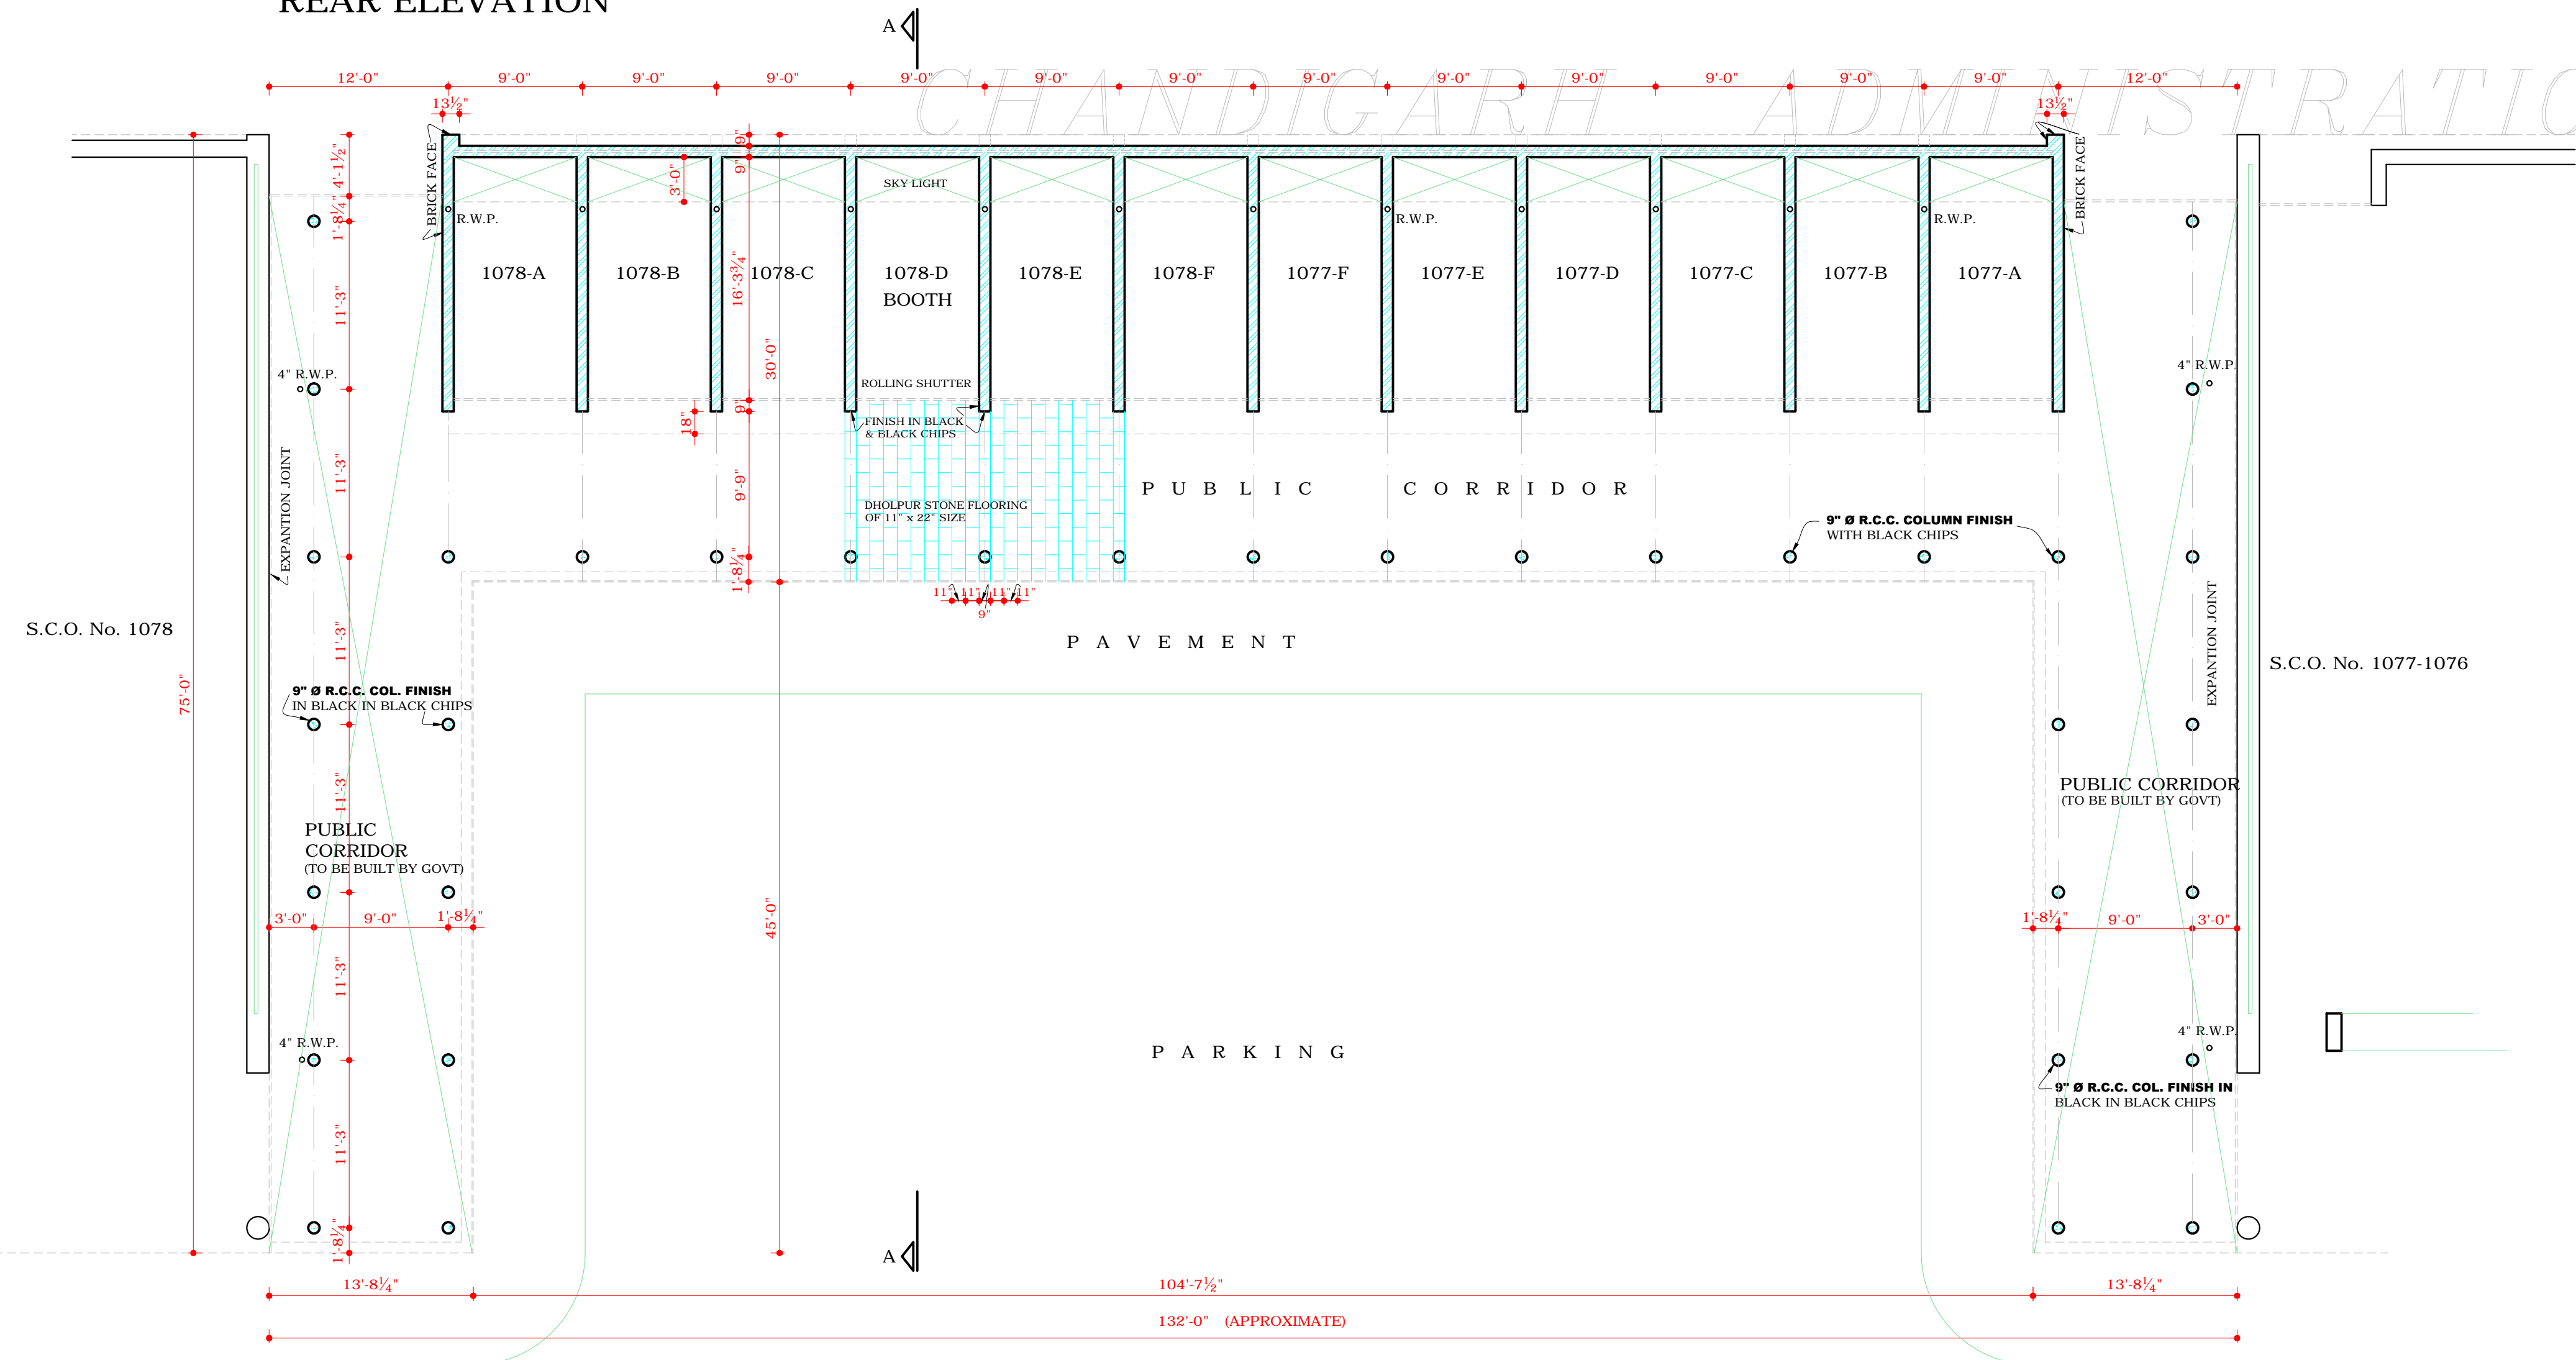 REAR ELEVATION
A
CHANDIGARH ADMINISTRATIO
12'-0" 9'-0" 9'-0" 9'-0" 9'-0" 9'-0" 9'-0" 9'-0" 9'-0" 9'-0" 9'-0" 9'-0" 9'-0" 12'-0"
13½" 13½"
BRICK FACE
BRICK FACE
4'-1½"
1'-8¼"
9"
9"
3'-0"
SKY LIGHT
R.W.P. R.W.P. R.W.P.
1078-A 1078-B 1078-C 1078-D 1078-E 1078-F 1077-F 1077-E 1077-D 1077-C 1077-B 1077-A
BOOTH
16'-3¾"
30'-0"
11'-3"
4" R.W.P.
4" R.W.P.
ROLLING SHUTTER
9"
18"
FINISH IN BLACK
& BLACK CHIPS
11'-3"
9'-9"
PUBLIC CORRIDOR
DHOLPUR STONE FLOORING
OF 11" x 22" SIZE
9" Ø R.C.C. COLUMN FINISH
WITH BLACK CHIPS
EXPANTION JOINT
1'-8¼"
11" 11" 11" 11"
9"
EXPANTION JOINT
S.C.O. No. 1078
11'-3"
PAVEMENT
S.C.O. No. 1077-1076
75'-0"
9" Ø R.C.C. COL. FINISH
IN BLACK IN BLACK CHIPS
11'-3"
PUBLIC CORRIDOR
(TO BE BUILT BY GOVT)
PUBLIC
CORRIDOR
(TO BE BUILT BY GOVT)
3'-0" 9'-0" 1'-8¼"
45'-0"
1'-8¼" 9'-0" 3'-0"
11'-3"
4" R.W.P.
4" R.W.P.
PARKING
9" Ø R.C.C. COL. FINISH IN
BLACK IN BLACK CHIPS
11'-3"
1'-8¼"
A
13'-8¼" 104'-7½" 13'-8¼"
132'-0" (APPROXIMATE)